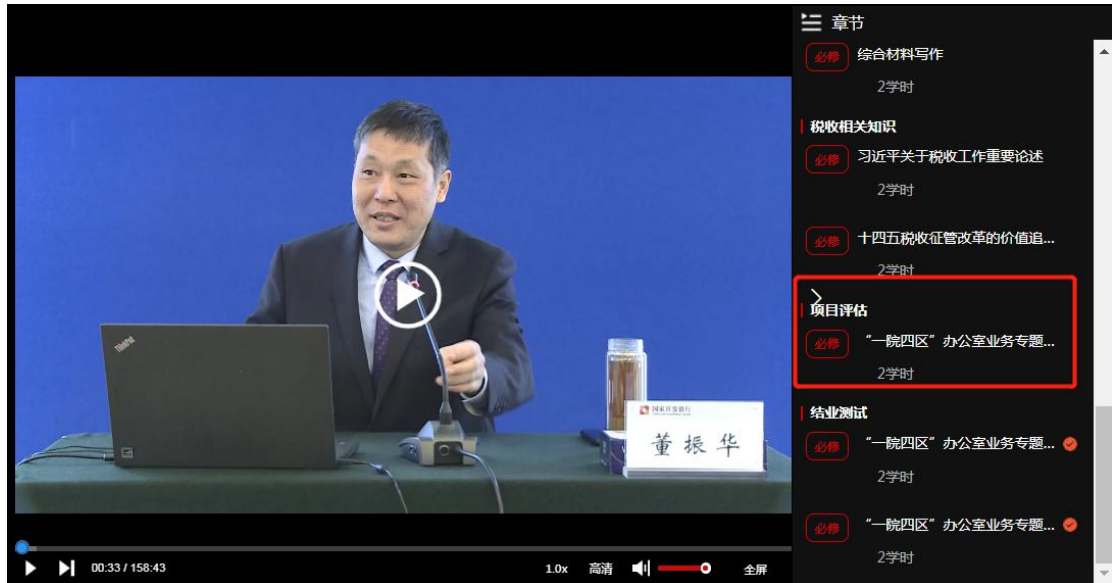 章节
必修 综合材料写作
2学时
税收相关知识
必修 习近平关于税收工作重要论述
2学时
必修 十四五税收征管改革的价值追...
2学时
项目评估
必修 “一院四区”办公室业务专题...
2学时
结业测试
必修 “一院四区”办公室业务专题...
2学时
必修 “一院四区”办公室业务专题...
2学时
ThinkPad
国家开发银行
董振华
00:33 / 158:43
1.0x 高清 全屏